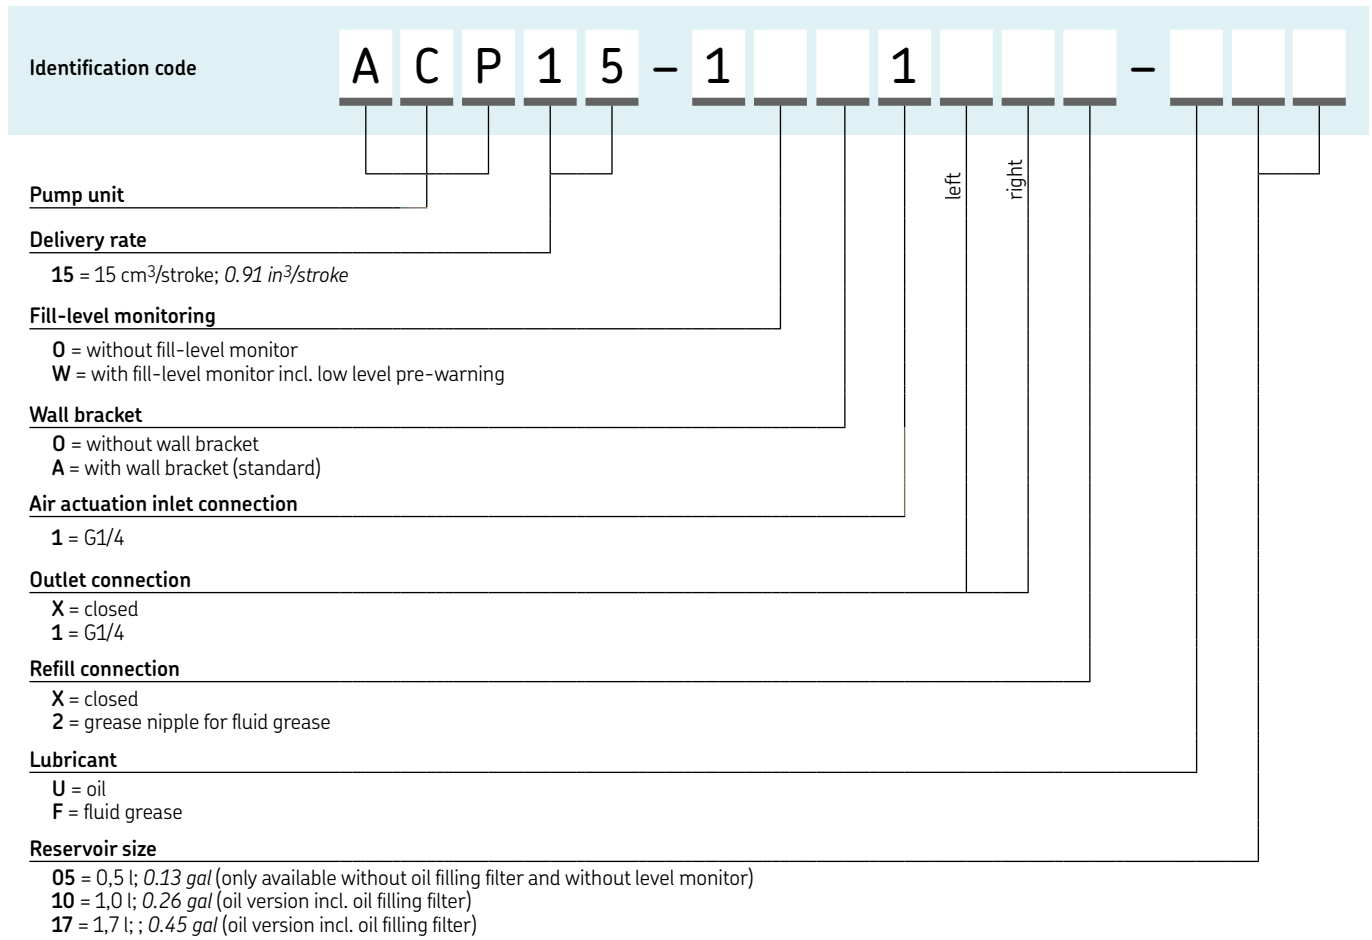 Identification code A C P 1 5 – 1 1 –
left right
Pump unit
Delivery rate
15 = 15 cm³/stroke; 0.91 in³/stroke
Fill-level monitoring
0 = without fill-level monitor
W = with fill-level monitor incl. low level pre-warning
Wall bracket
0 = without wall bracket
A = with wall bracket (standard)
Air actuation inlet connection
1 = G1/4
Outlet connection
X = closed
1 = G1/4
Refill connection
X = closed
2 = grease nipple for fluid grease
Lubricant
U = oil
F = fluid grease
Reservoir size
05 = 0,5 l; 0.13 gal (only available without oil filling filter and without level monitor)
10 = 1,0 l; 0.26 gal (oil version incl. oil filling filter)
17 = 1,7 l; ; 0.45 gal (oil version incl. oil filling filter)